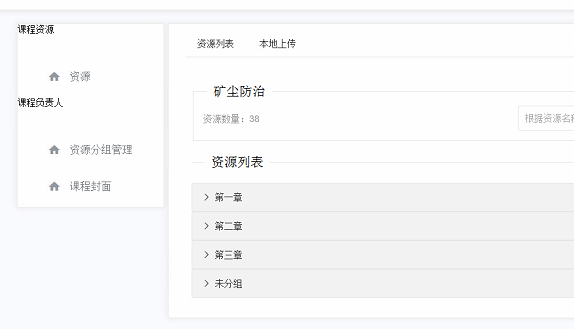 课程资源
资源
课程负责人
资源分组管理
课程封面
资源列表 本地上传
矿尘防治
资源数量：38
根据资源名
资源列表
第一章
第二章
第三章
未分组